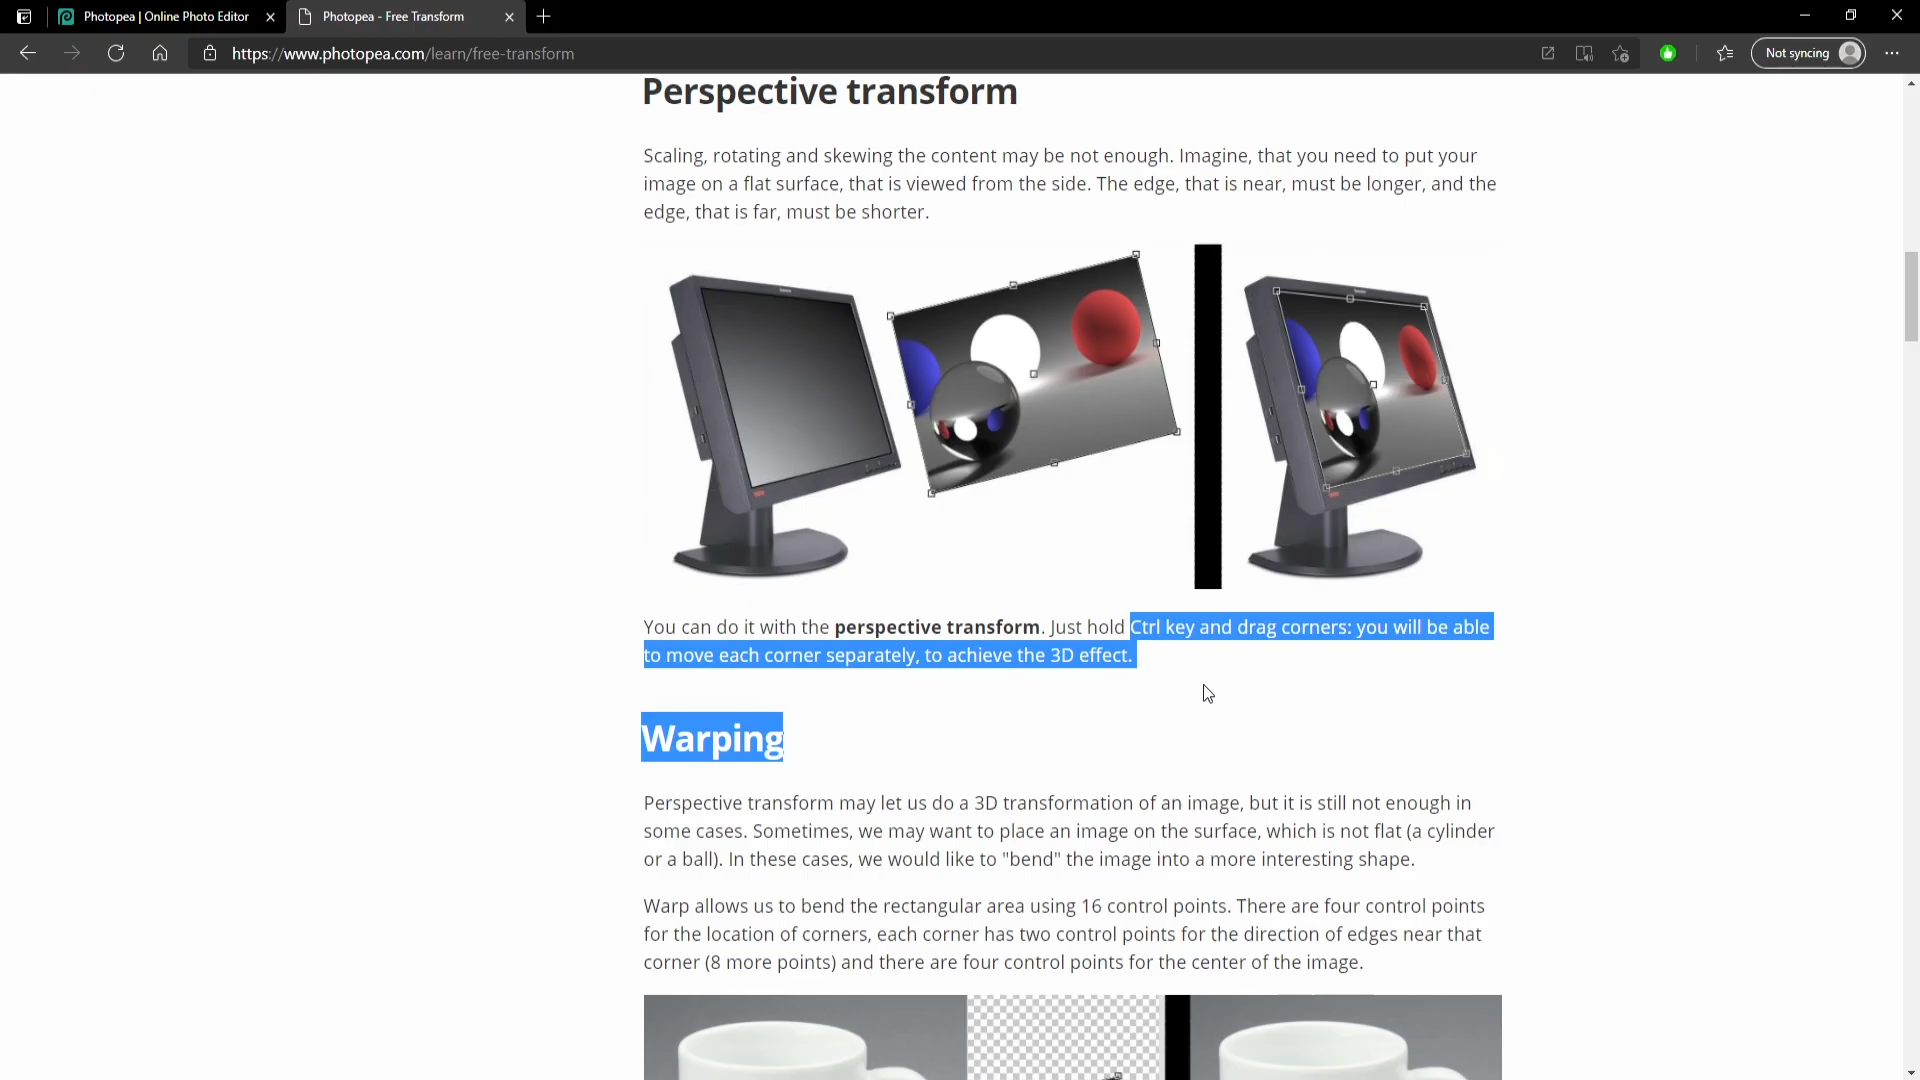 Photopea | Online Photo Editor
Photopea - Free Transform
https://www.photopea.com/learn/free-transform
Not syncing
Perspective transform
Scaling, rotating and skewing the content may be not enough. Imagine, that you need to put your
image on a flat surface, that is viewed from the side. The edge, that is near, must be longer, and the
edge, that is far, must be shorter.
You can do it with the perspective transform. Just hold Ctrl key and drag corners: you will be able
to move each corner separately, to achieve the 3D effect.
Warping
Perspective transform may let us do a 3D transformation of an image, but it is still not enough in
some cases. Sometimes, we may want to place an image on the surface, which is not flat (a cylinder
or a ball). In these cases, we would like to "bend" the image into a more interesting shape.
Warp allows us to bend the rectangular area using 16 control points. There are four control points
for the location of corners, each corner has two control points for the direction of edges near that
corner (8 more points) and there are four control points for the center of the image.